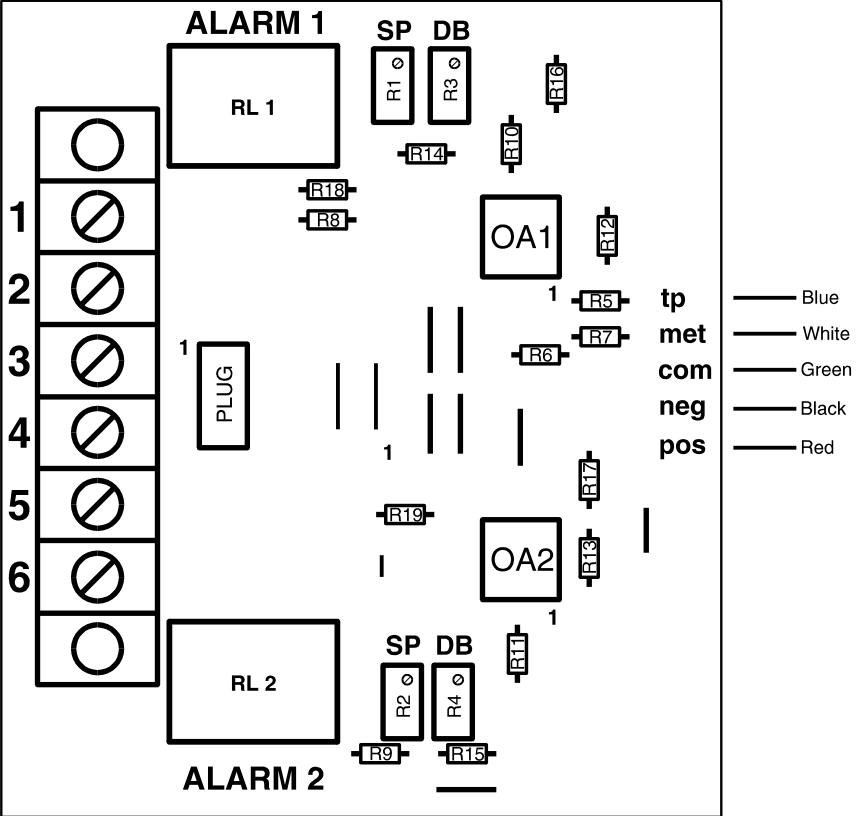 ALARM 1
SP DB
RL 1
R1
R3
R16
R10
R14
R18
R8
1
OA1
R12
2
1
R5
tp
Blue
R7
met
White
1
3
R6
com
Green
PLUG
neg
Black
4
1
pos
Red
R17
5
R19
OA2
R13
6
1
SP DB
R11
RL 2
R2
R4
R9
R15
ALARM 2